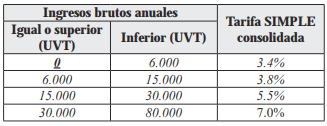 Ingresos brutos anuales
Tarifa SIMPLE
consolidada
Igual o superior
(UVT)
Inferior (UVT)
0 6.000 3.4%
6.000 15.000 3.8%
15.000 30.000 5.5%
30.000 80.000 7.0%